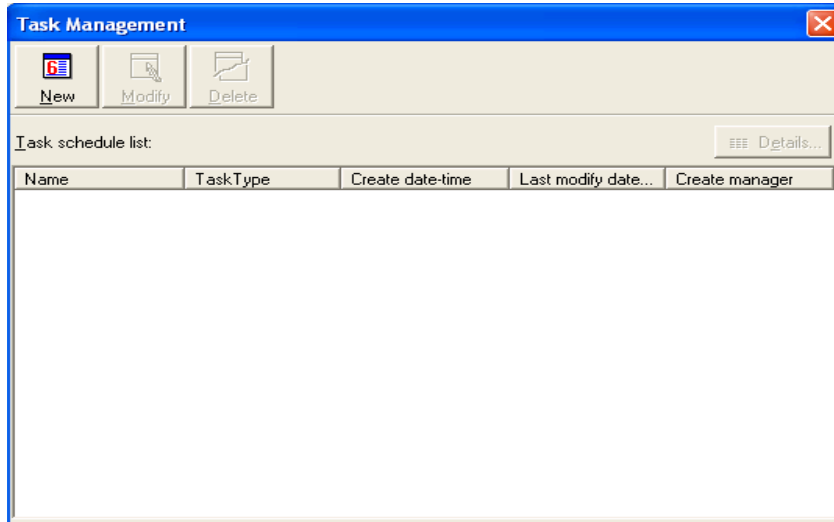 Task Management
6
New Modify Delete
Task schedule list: Details...
Name TaskType Create date-time Last modify date... Create manager